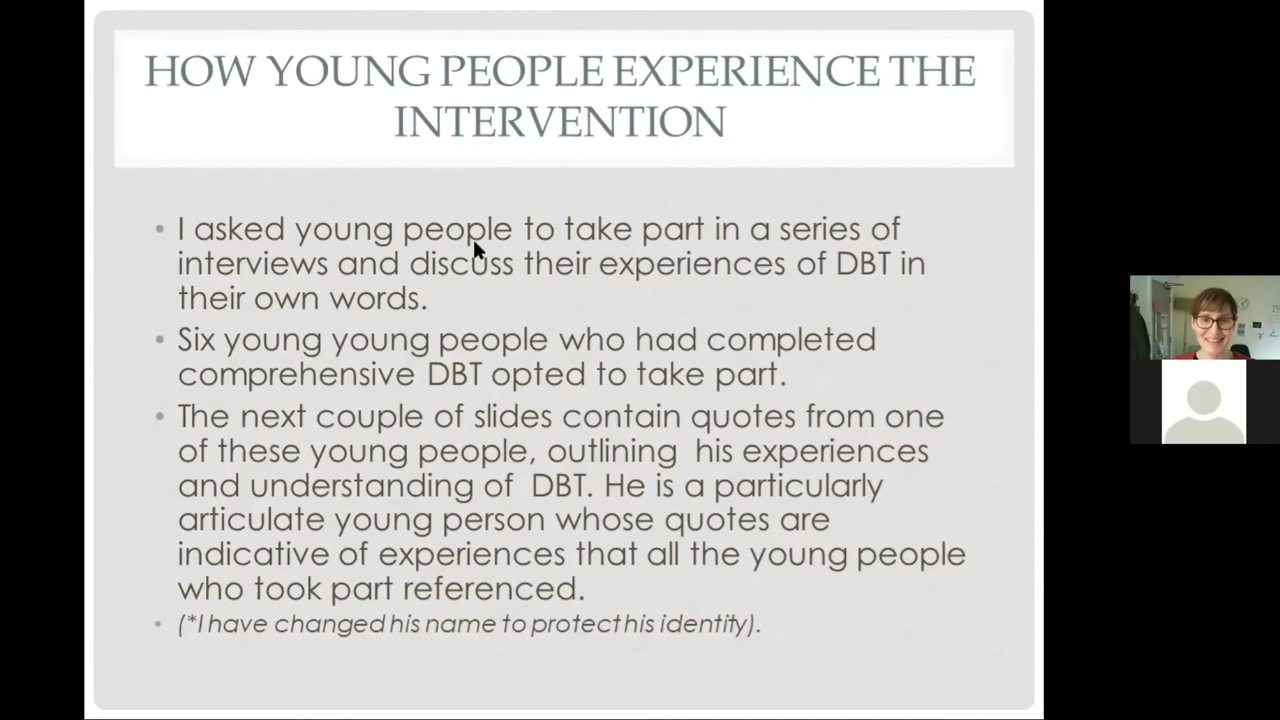 HOW YOUNG PEOPLE EXPERIENCE THE
INTERVENTION
• I asked young people to take part in a series of
interviews and discuss their experiences of DBT in
their own words.
• Six young young people who had completed
comprehensive DBT opted to take part.
• The next couple of slides contain quotes from one
of these young people, outlining  his experiences
and understanding of  DBT. He is a particularly
articulate young person whose quotes are
indicative of experiences that all the young people
who took part referenced.
• (*I have changed his name to protect his identity).